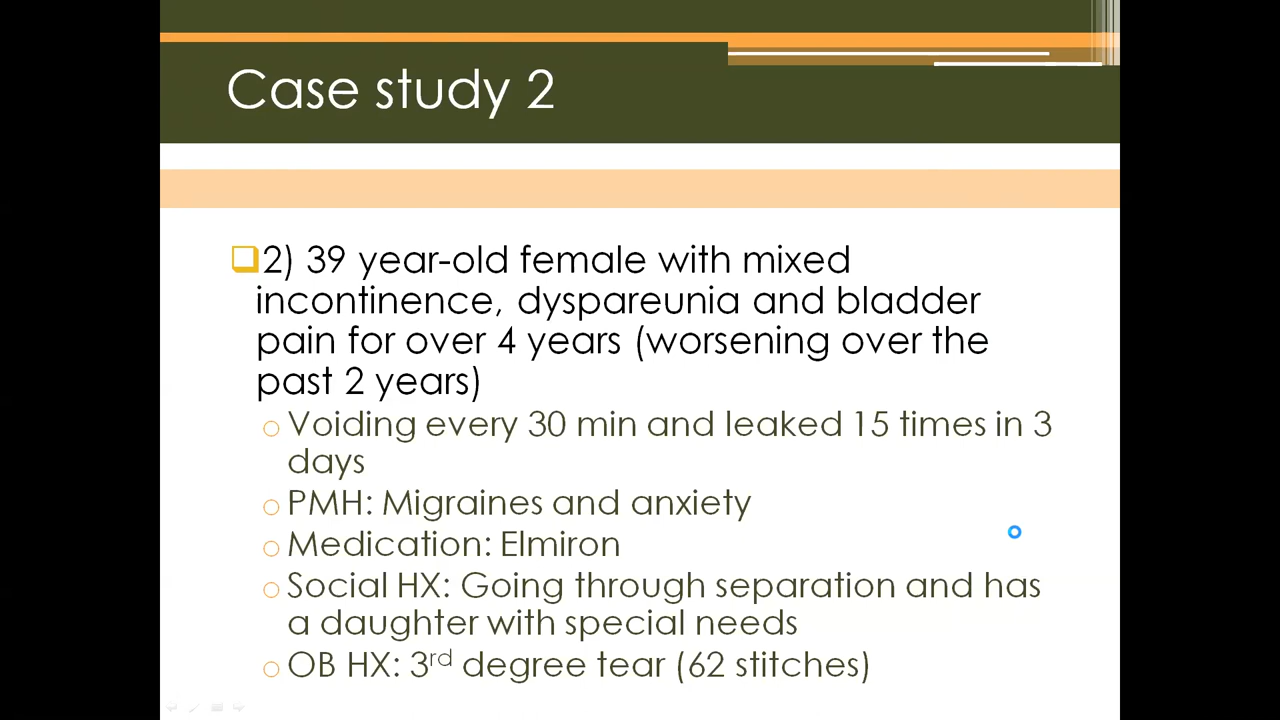 Case study 2
2) 39 year-old female with mixed
incontinence, dyspareunia and bladder
pain for over 4 years (worsening over the
past 2 years)
Voiding every 30 min and leaked 15 times in 3
days
PMH: Migraines and anxiety
Medication: Elmiron
Social HX: Going through separation and has
a daughter with special needs
OB HX: 3rd degree tear (62 stitches)